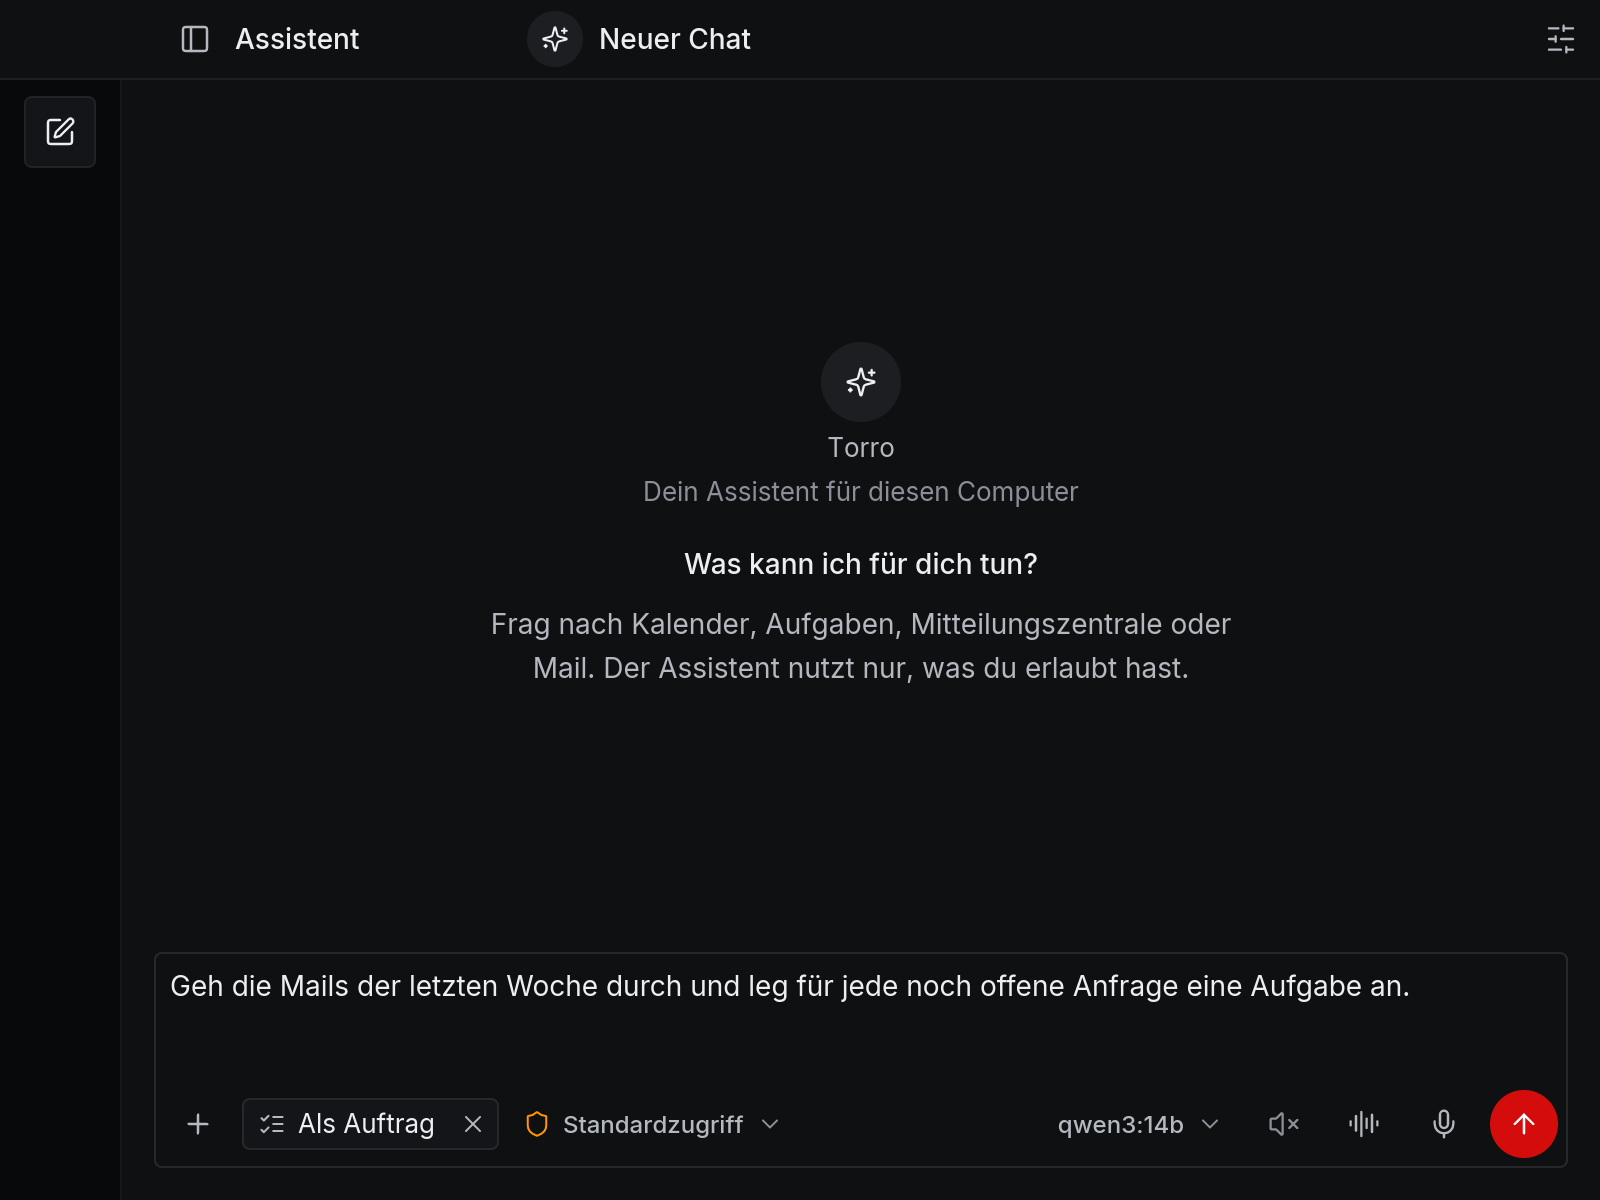 Assistent
Neuer Chat
Torro
Dein Assistent für diesen Computer
Was kann ich für dich tun?
Frag nach Kalender, Aufgaben, Mitteilungszentrale oder
Mail. Der Assistent nutzt nur, was du erlaubt hast.
Geh die Mails der letzten Woche durch und leg für jede noch offene Anfrage eine Aufgabe an.
Als Auftrag
Standardzugriff
qwen3:14b